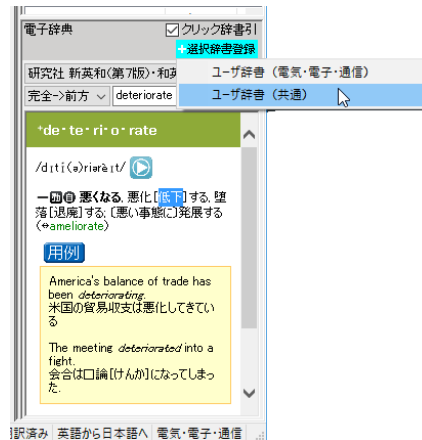 電子辞典 クリック辞書引
+選択辞書登録
ユーザ辞書（電気・電子・通信）
研究社 新英和(第7版)・和英
ユーザ辞書（共通）
完全->前方 deteriorate
*de・te・ri・o・rate
/dɪtí(ə)riərèɪt/
━動自 悪くなる, 悪化[低下]する, 堕
落[退廃]する; 〔悪い事態に〕発展する
(⇔ameliorate)
用例
America's balance of trade has
been deteriorating.
米国の貿易収支は悪化してきてい
る
The meeting deteriorated into a
fight.
会合は口論[けんか]になってしまっ
た.
訳済み 英語から日本語へ 電気・電子・通信